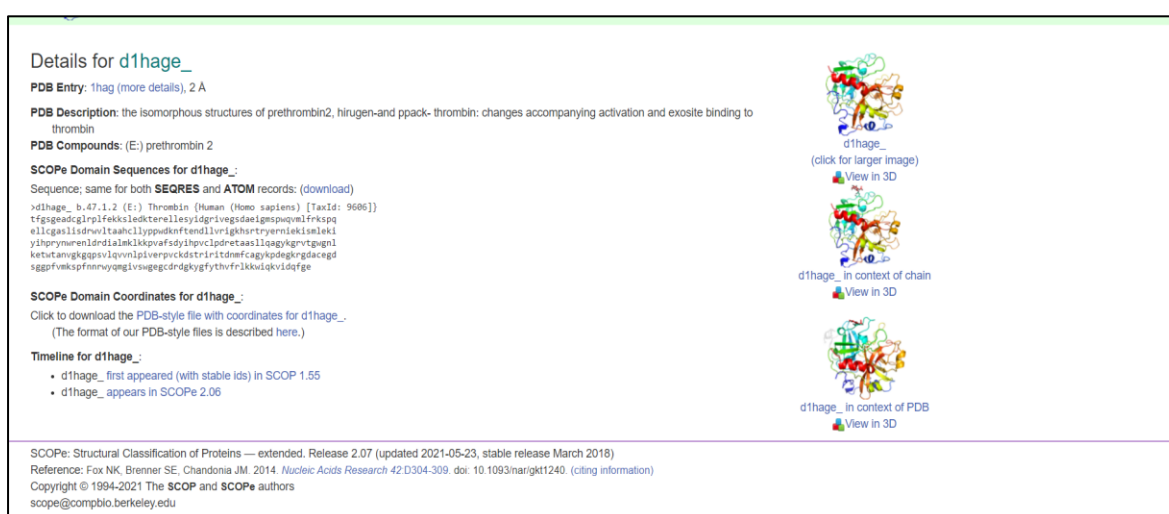 Details for d1hage_
PDB Entry: 1hag (more details), 2 Å
PDB Description: the isomorphous structures of prethrombin2, hirugen-and ppack- thrombin: changes accompanying activation and exosite binding to
thrombin
PDB Compounds: (E:) prethrombin 2
SCOPe Domain Sequences for d1hage_:
Sequence; same for both SEQRES and ATOM records: (download)
>d1hage_ b.47.1.2 (E:) Thrombin {Human (Homo sapiens) [TaxId: 9606]}
tfgsgeadcglrplfekksledkterellesyidgrivegsdaeigmspwqvmlfrkspq
ellcgaslisdrwvltaahcllyppwdknftendllvrigkhsrtryerniekismleki
yihprynwrenldrdialmklkkpvafsdyihpvclpdretaasllqagykgrvtgwgnl
ketwtanvgkgqpsvlqvvnlpiverpvckdstririitdnmfcagykpdegkrgdacegd
sggpfvmkspfnnrwyqmgivswgegcdrdgkygfythvfrlkkwiqkvidqfge
SCOPe Domain Coordinates for d1hage_:
Click to download the PDB-style file with coordinates for d1hage_.
(The format of our PDB-style files is described here.)
Timeline for d1hage_:
• d1hage_ first appeared (with stable ids) in SCOP 1.55
• d1hage_ appears in SCOPe 2.06
d1hage_
(click for larger image)
View in 3D
d1hage_ in context of chain
View in 3D
d1hage_ in context of PDB
View in 3D
SCOPe: Structural Classification of Proteins — extended. Release 2.07 (updated 2021-05-23, stable release March 2018)
Reference: Fox NK, Brenner SE, Chandonia JM. 2014. Nucleic Acids Research 42:D304-309. doi: 10.1093/nar/gkt1240. (citing information)
Copyright © 1994-2021 The SCOP and SCOPe authors
scope@compbio.berkeley.edu